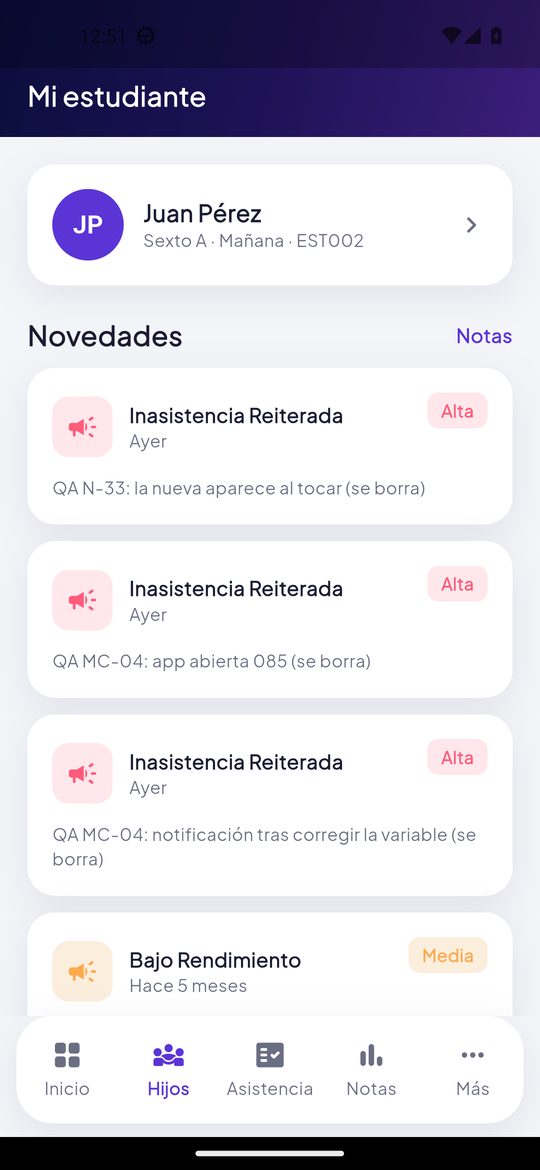 12:51
Mi estudiante
JP
Juan Pérez
Sexto A · Mañana · EST002
Novedades
Notas
Inasistencia Reiterada
Alta
Ayer
QA N-33: la nueva aparece al tocar (se borra)
Inasistencia Reiterada
Alta
Ayer
QA MC-04: app abierta 085 (se borra)
Inasistencia Reiterada
Alta
Ayer
QA MC-04: notificación tras corregir la variable (se
borra)
Bajo Rendimiento
Media
Hace 5 meses
Inicio
Hijos
Asistencia
Notas
Más